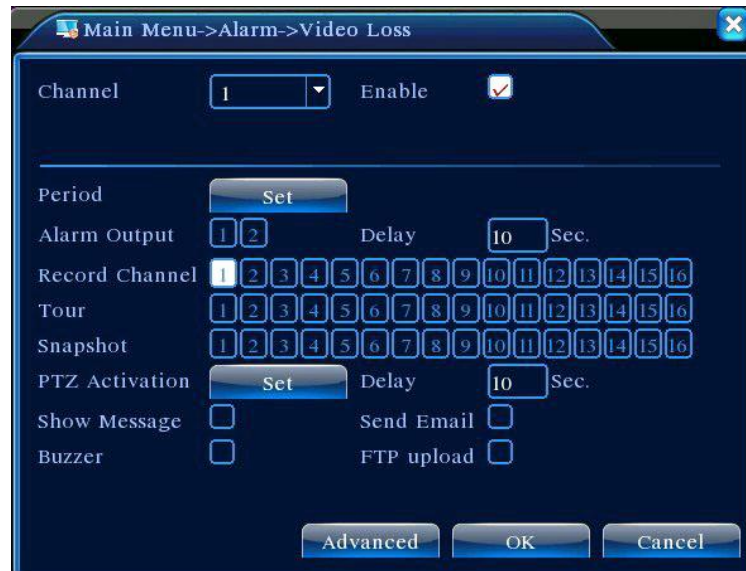 Main Menu->Alarm->Video Loss
Channel 1 Enable
Period Set
Alarm Output 1 2 Delay 10 Sec.
Record Channel 1 2 3 4 5 6 7 8 9 10 11 12 13 14 15 16
Tour 1 2 3 4 5 6 7 8 9 10 11 12 13 14 15 16
Snapshot 1 2 3 4 5 6 7 8 9 10 11 12 13 14 15 16
PTZ Activation Set Delay 10 Sec.
Show Message Send Email
Buzzer FTP upload
Advanced OK Cancel